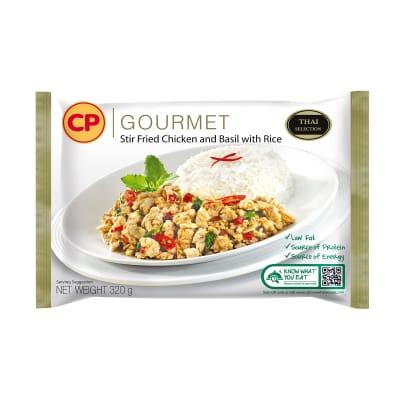 CP
GOURMET
Stir Fried Chicken and Basil with Rice
THAI
SELECTION
✓Low Fat
✓Source of Protein
✓Source of Energy
KNOW WHAT
YOU EAT
Serving Suggestion
NET WEIGHT 320 g